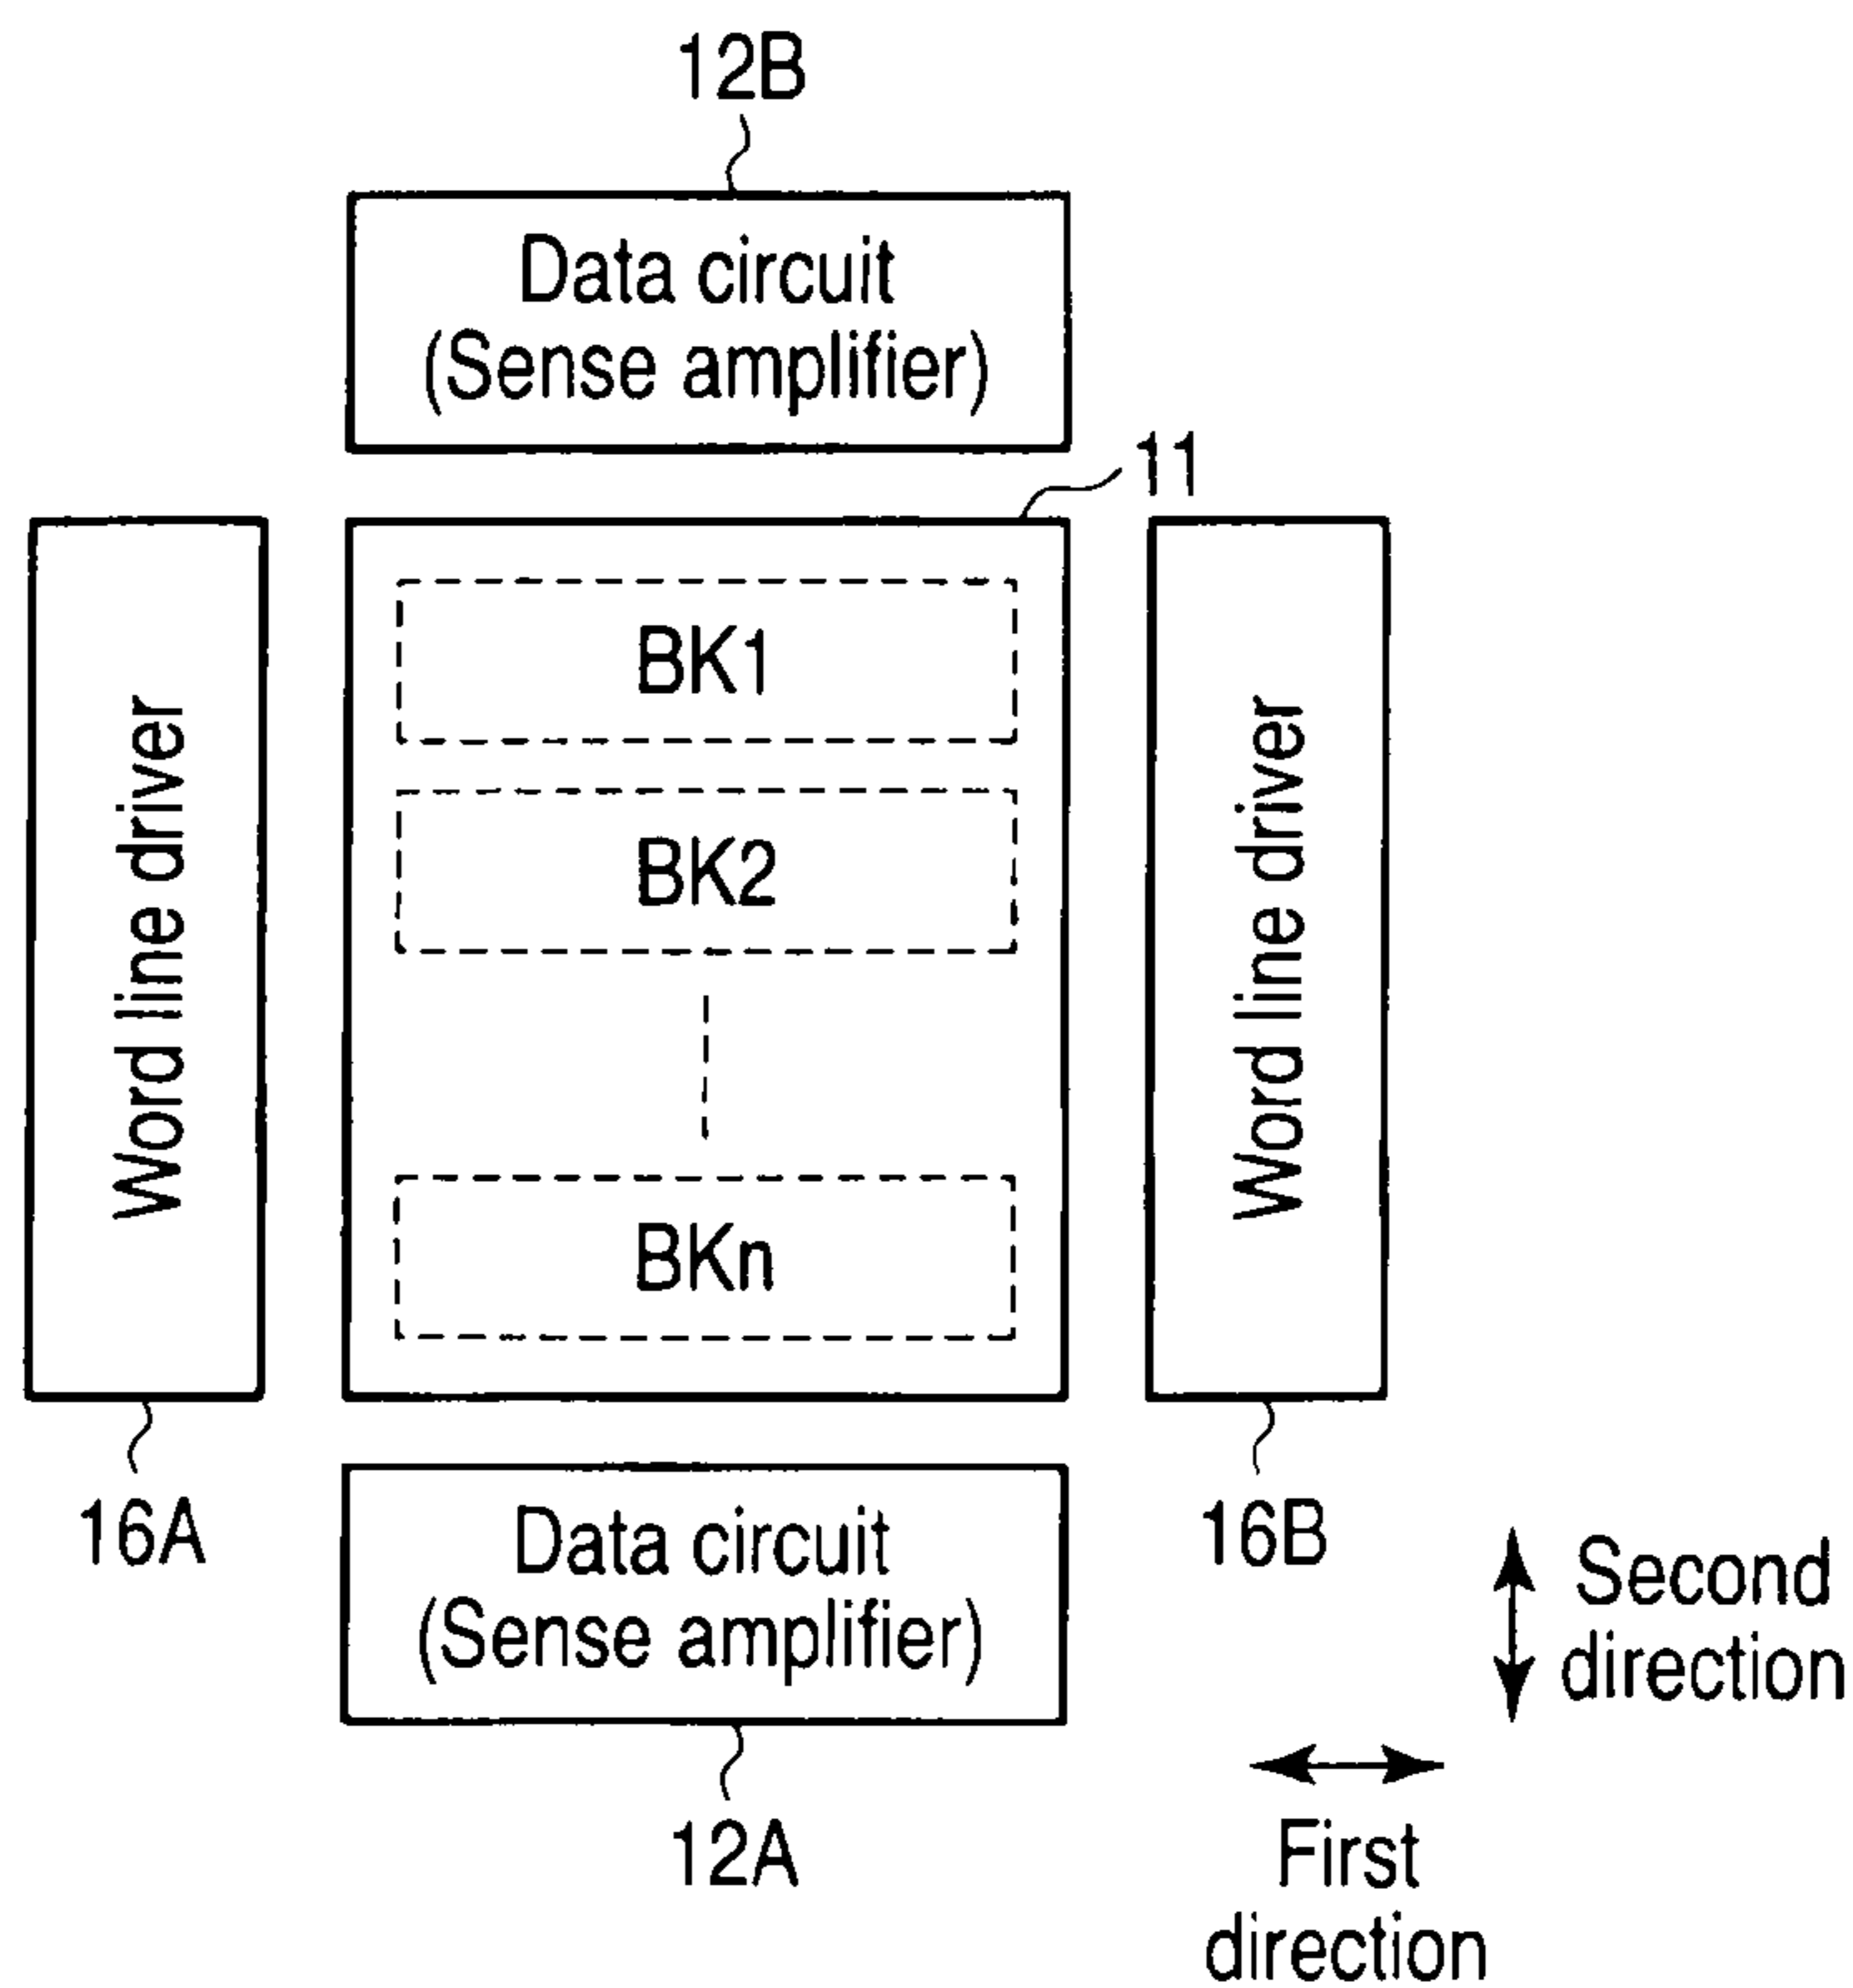 12B
Data circuit
(Sense amplifier)
11
Word line driver
BK1
BK2
BKn
Word line driver
16A
16B
Data circuit
(Sense amplifier)
12A
Second
direction
First
direction